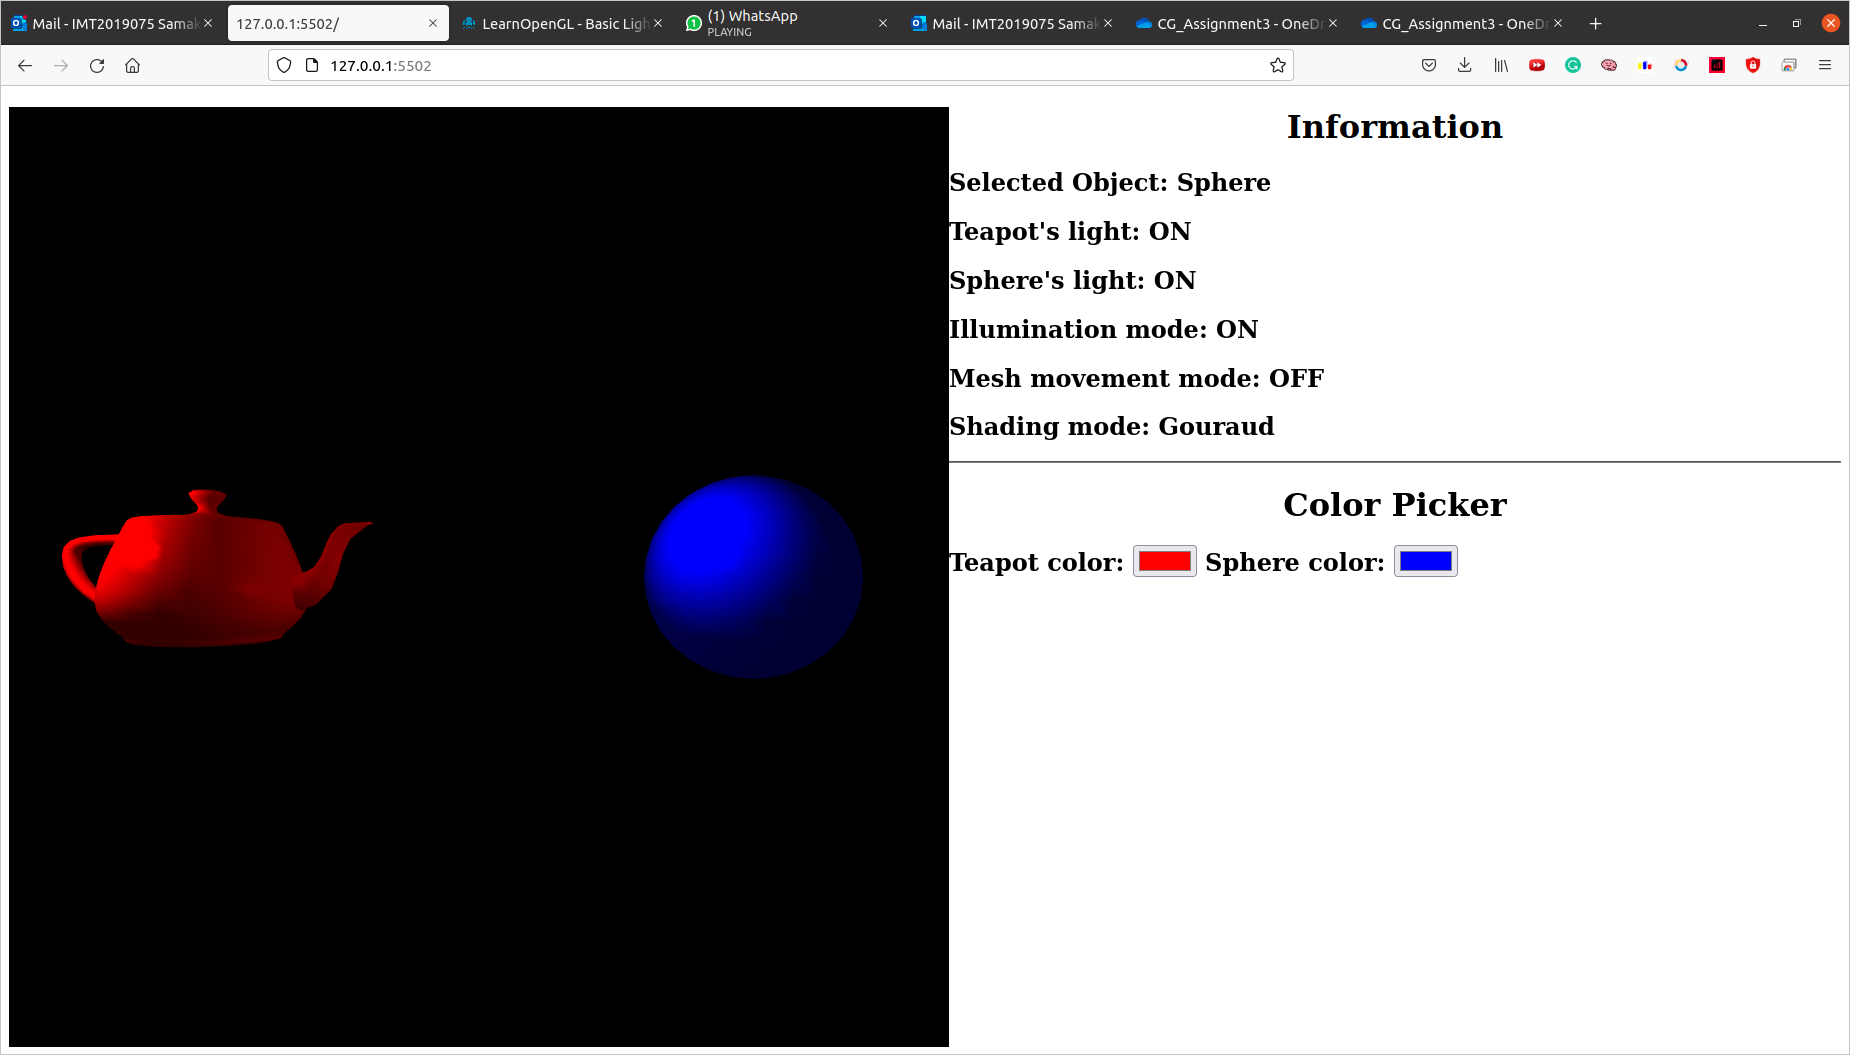 Mail - IMT2019075 Samak
127.0.0.1:5502/
LearnOpenGL - Basic Ligh
(1) WhatsApp
PLAYING
Mail - IMT2019075 Samak
CG_Assignment3 - OneDr
CG_Assignment3 - OneDr
127.0.0.1:5502
Information
Selected Object: Sphere
Teapot's light: ON
Sphere's light: ON
Illumination mode: ON
Mesh movement mode: OFF
Shading mode: Gouraud
Color Picker
Teapot color: Sphere color: